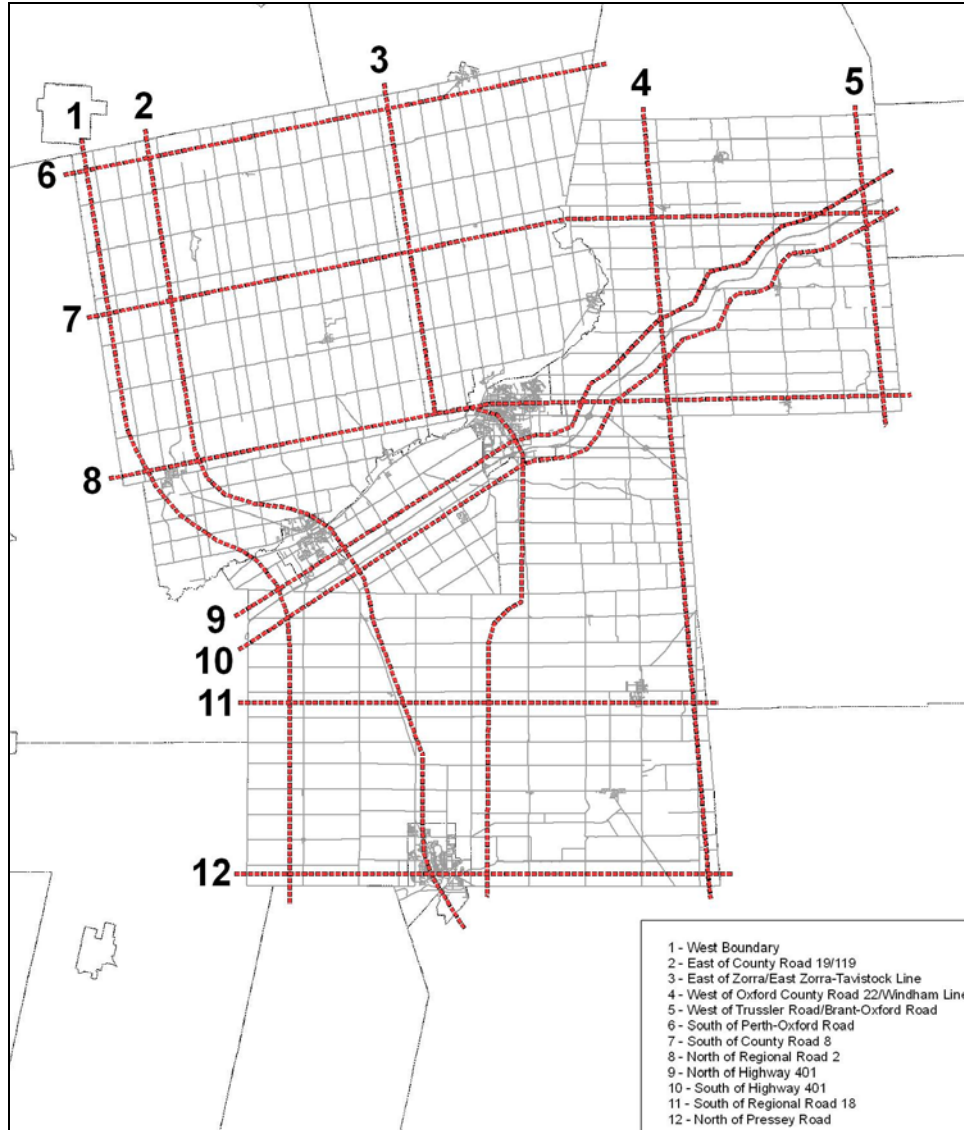 3
4
5
2
1
6
7
8
9
10
11
12
1 - West Boundary
2 - East of County Road 19/119
3 - East of Zorra/East Zorra-Tavistock Line
4 - West of Oxford County Road 22/Windham Line
5 - West of Trussler Road/Brant-Oxford Road
6 - South of Perth-Oxford Road
7 - South of County Road 8
8 - North of Regional Road 2
9 - North of Highway 401
10 - South of Highway 401
11 - South of Regional Road 18
12 - North of Pressey Road